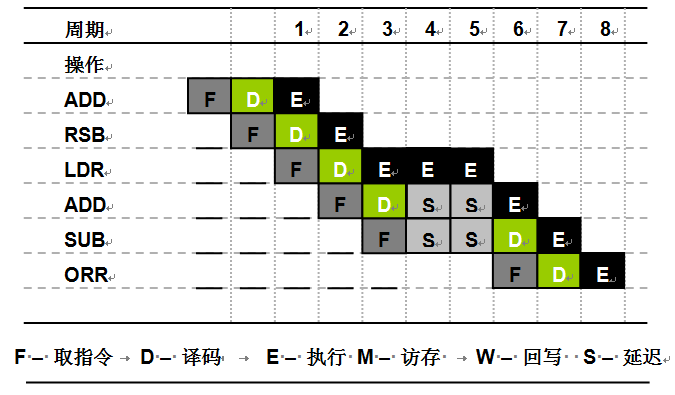 周期 1 2 3 4 5 6 7 8
操作
ADD F D E
RSB F D E
LDR F D E E E
ADD F D S S E
SUB F S S D E
ORR F D E
F – 取指令 → D – 译码 → E – 执行 M – 访存 → W – 回写 S – 延迟